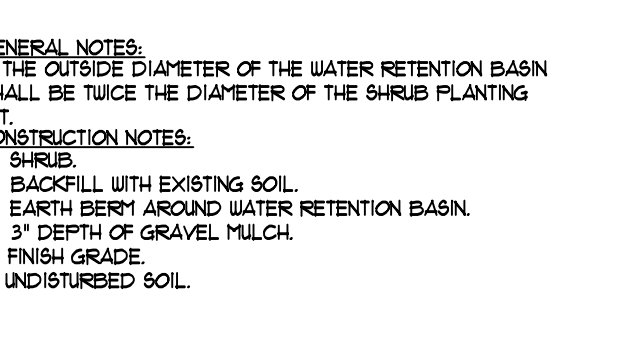 ENERAL NOTES:
THE OUTSIDE DIAMETER OF THE WATER RETENTION BASIN
HALL BE TWICE THE DIAMETER OF THE SHRUB PLANTING
T.
ONSTRUCTION NOTES:
SHRUB.
BACKFILL WITH EXISTING SOIL.
EARTH BERM AROUND WATER RETENTION BASIN.
3" DEPTH OF GRAVEL MULCH.
FINISH GRADE.
UNDISTURBED SOIL.